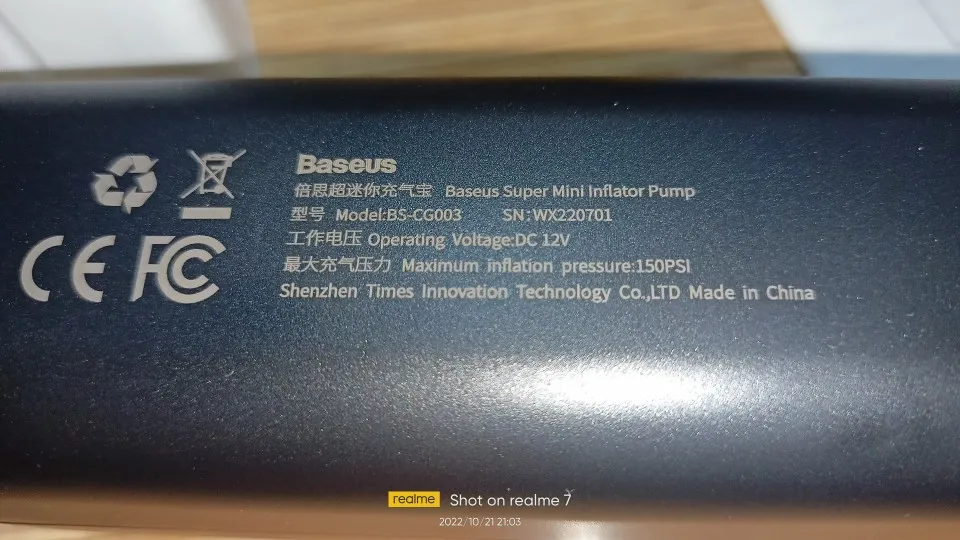 Baseus
倍思超迷你充气宝 Baseus Super Mini Inflator Pump
型号 Model:BS-CG003 SN:WX220701
工作电压 Operating Voltage:DC 12V
最大充气压力 Maximum inflation pressure:150PSI
Shenzhen Times Innovation Technology Co.,LTD Made in China
CE FC
realme Shot on realme 7
2022/10/21 21:03